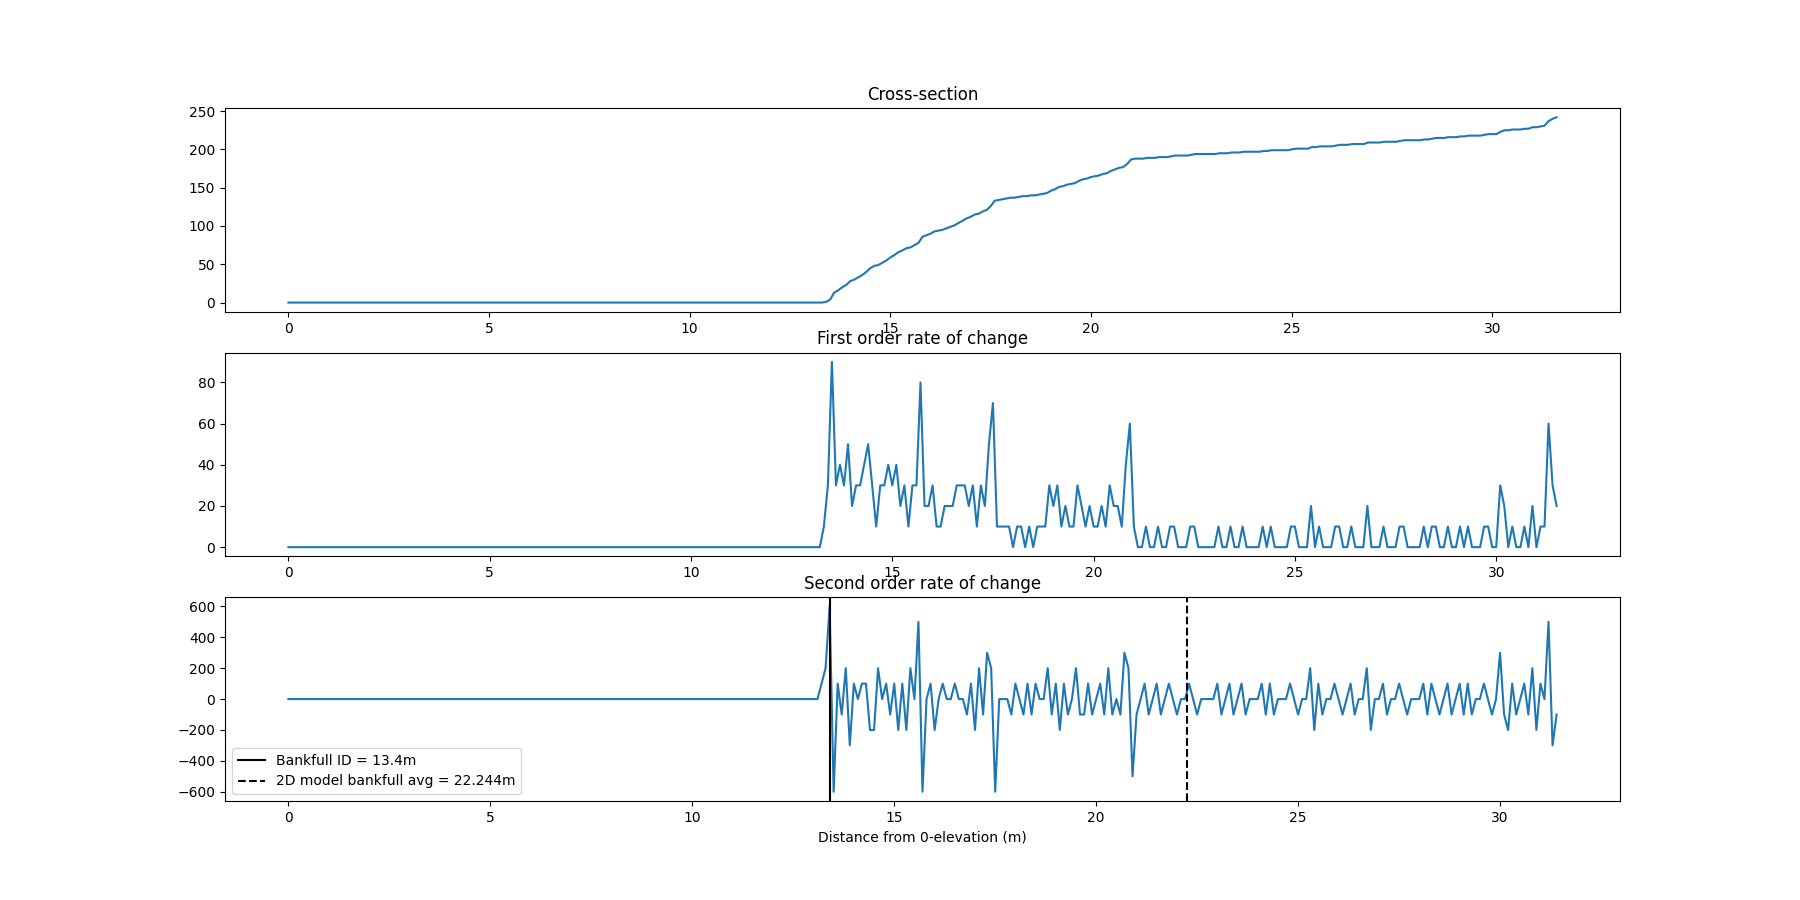 Cross-section
250
200
150
100
50
0
0 5 10 15 20 25 30
First order rate of change
80
60
40
20
0
0 5 10 15 20 25 30
Second order rate of change
600
400
200
0
−200
−400
−600
Bankfull ID = 13.4m
2D model bankfull avg = 22.244m
0 5 10 15 20 25 30
Distance from 0-elevation (m)